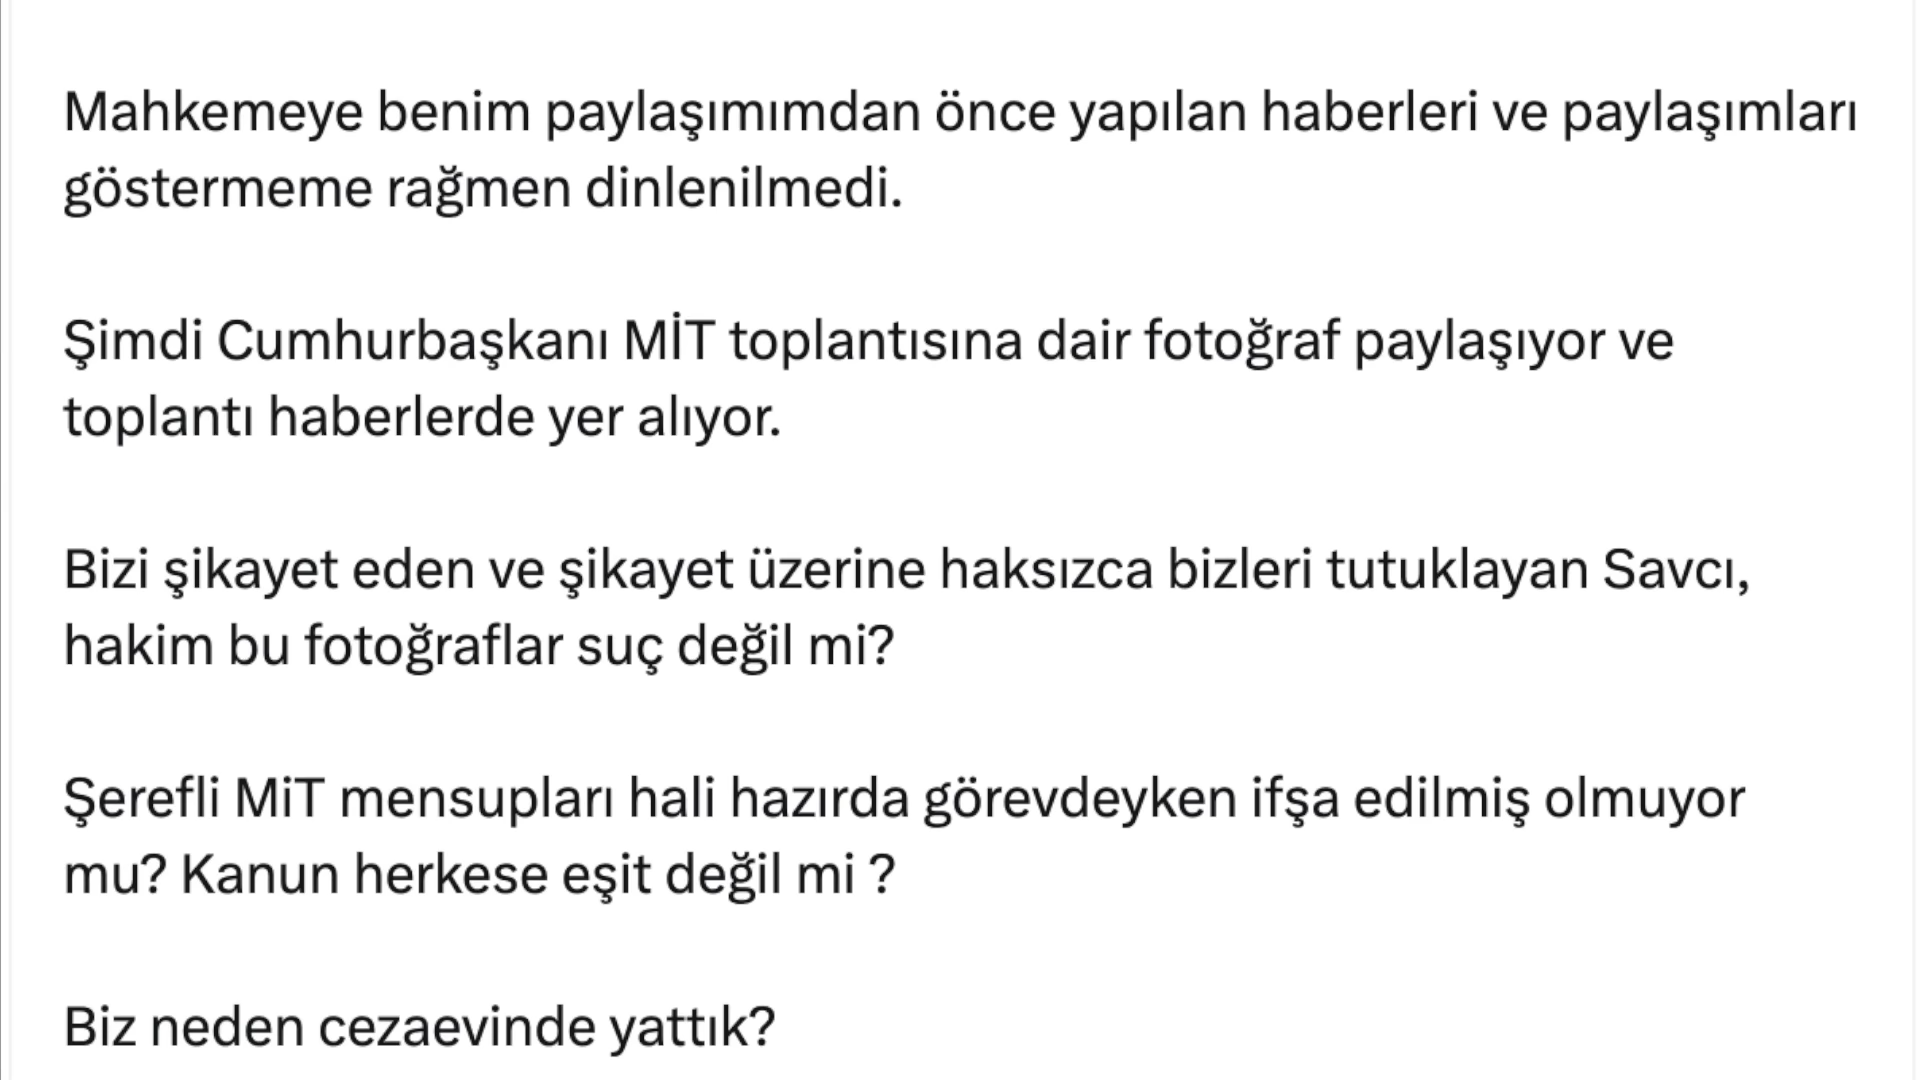 Mahkemeye benim paylaşımımdan önce yapılan haberleri ve paylaşımları
göstermeme rağmen dinlenilmedi.
Şimdi Cumhurbaşkanı MİT toplantısına dair fotoğraf paylaşıyor ve
toplantı haberlerde yer alıyor.
Bizi şikayet eden ve şikayet üzerine haksızca bizleri tutuklayan Savcı,
hakim bu fotoğraflar suç değil mi?
Şerefli MiT mensupları hali hazırda görevdeyken ifşa edilmiş olmuyor
mu? Kanun herkese eşit değil mi ?
Biz neden cezaevinde yattık?